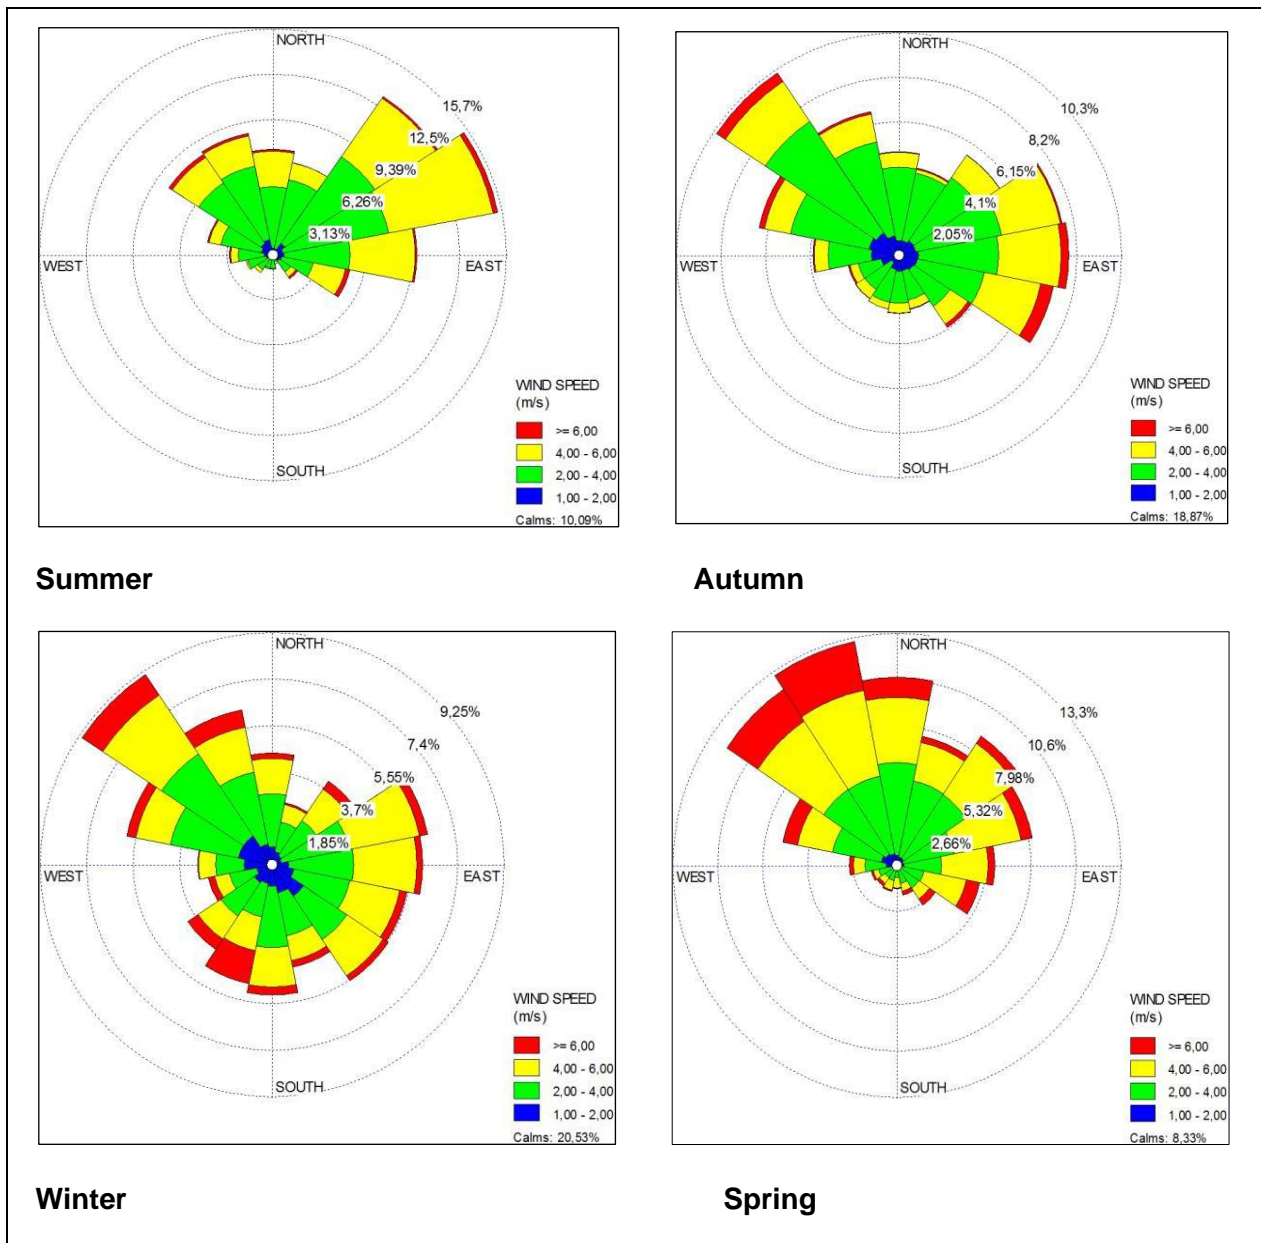 NORTH
15,7%
12,5%
9,39%
6,26%
3,13%
WEST
EAST
SOUTH
WIND SPEED
(m/s)
>= 6,00
4,00 - 6,00
2,00 - 4,00
1,00 - 2,00
Calms: 10,09%
Summer
NORTH
10,3%
8,2%
6,15%
4,1%
2,05%
WEST
EAST
SOUTH
WIND SPEED
(m/s)
>= 6,00
4,00 - 6,00
2,00 - 4,00
1,00 - 2,00
Calms: 18,87%
Autumn
NORTH
9,25%
7,4%
5,55%
3,7%
1,85%
WEST
EAST
SOUTH
WIND SPEED
(m/s)
>= 6,00
4,00 - 6,00
2,00 - 4,00
1,00 - 2,00
Calms: 20,53%
Winter
NORTH
13,3%
10,6%
7,98%
5,32%
2,66%
WEST
EAST
SOUTH
WIND SPEED
(m/s)
>= 6,00
4,00 - 6,00
2,00 - 4,00
1,00 - 2,00
Calms: 8,33%
Spring